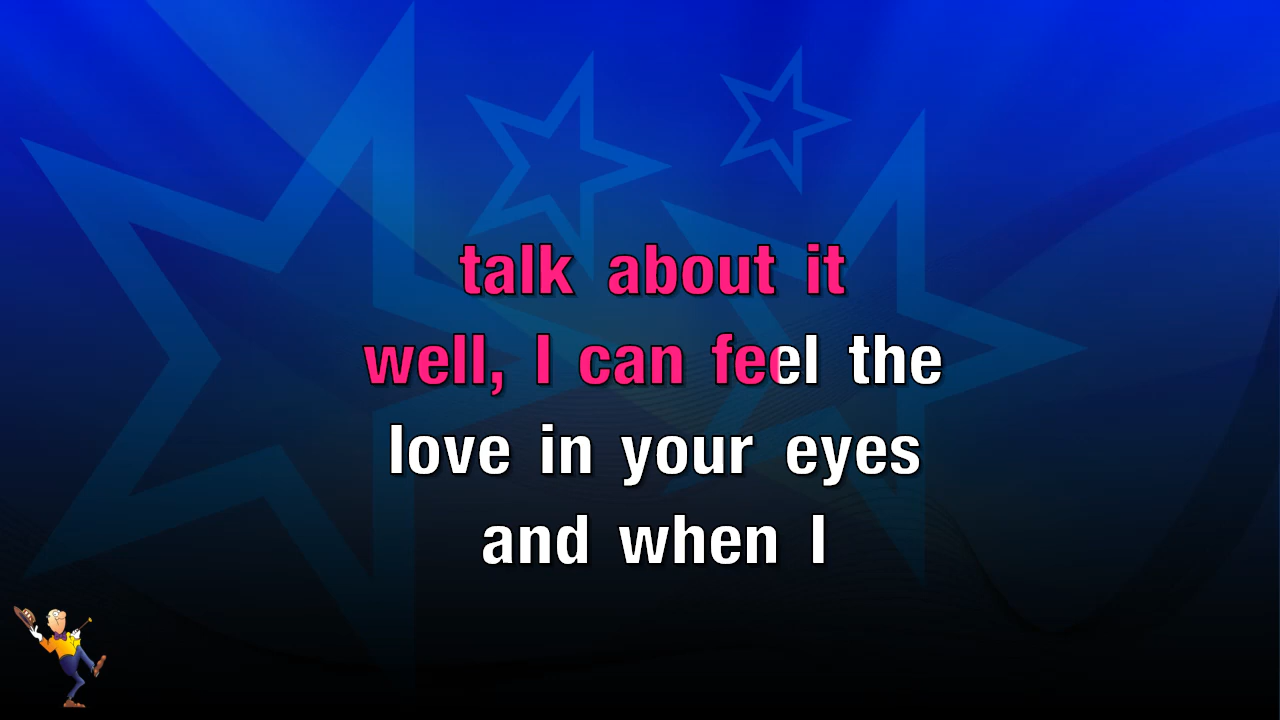 talk about it
well, I can feel the
love in your eyes
and when I